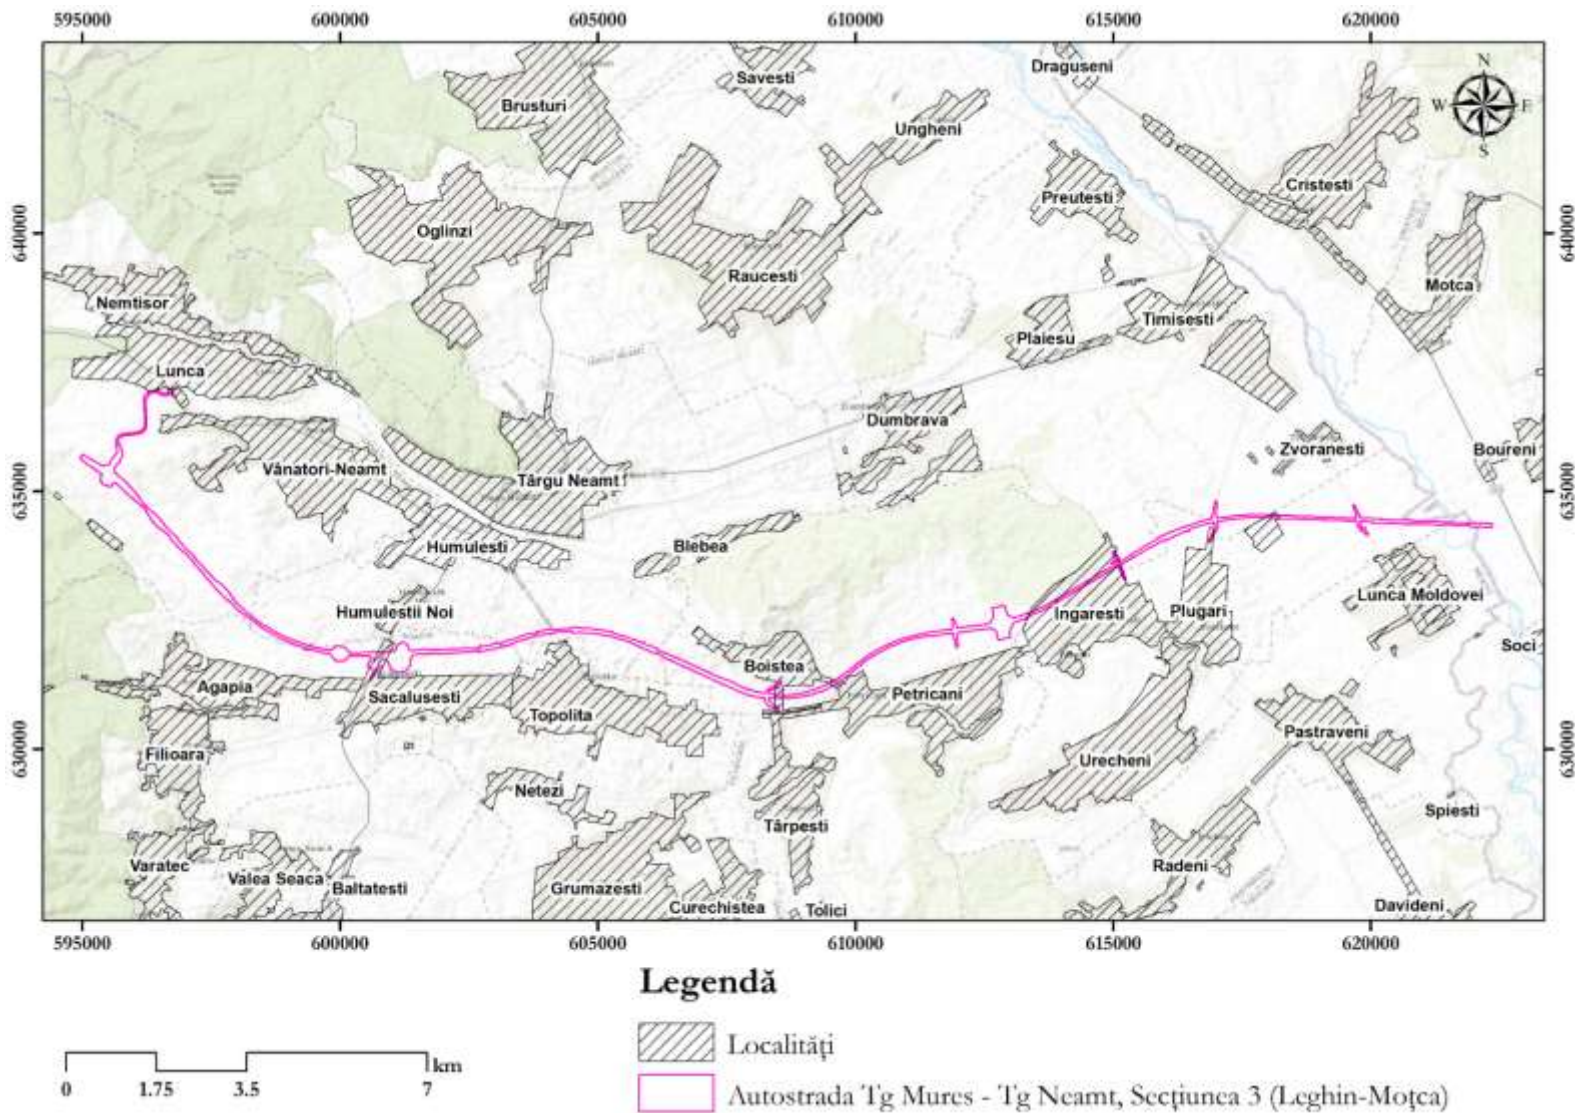 595000 600000 605000 610000 615000 620000
Draguseni
Savesti
N
Brusturi
W E
Ungheni
S
Cristesti
Preutesti
640000 640000
Oglinzi
Raucesti
Motca
Nemtisor
Timisesti
Plaiesu
Lunca
Dumbrava
Zvoranesti Boureni
Vânatori-Neamt
Târgu Neamt
635000 635000
Humulesti Blebea
Lunca Moldovei
Humulestii Noi Ingaresti Plugari
Soci
Boistea
Agapia Sacalusesti Petricani
Topolita
Pastraveni
Filioara Urecheni
630000 630000
Netezi
Spiesti
Târpesti
Varatec Radeni
Valea Seaca Baltatesti Grumazesti
Curechistea Tolici Davideni
595000 600000 605000 610000 615000 620000
Legendă
Localități
km
0 1.75 3.5 7
Autostrada Tg Mures - Tg Neamt, Secțiunea 3 (Leghin-Moțca)